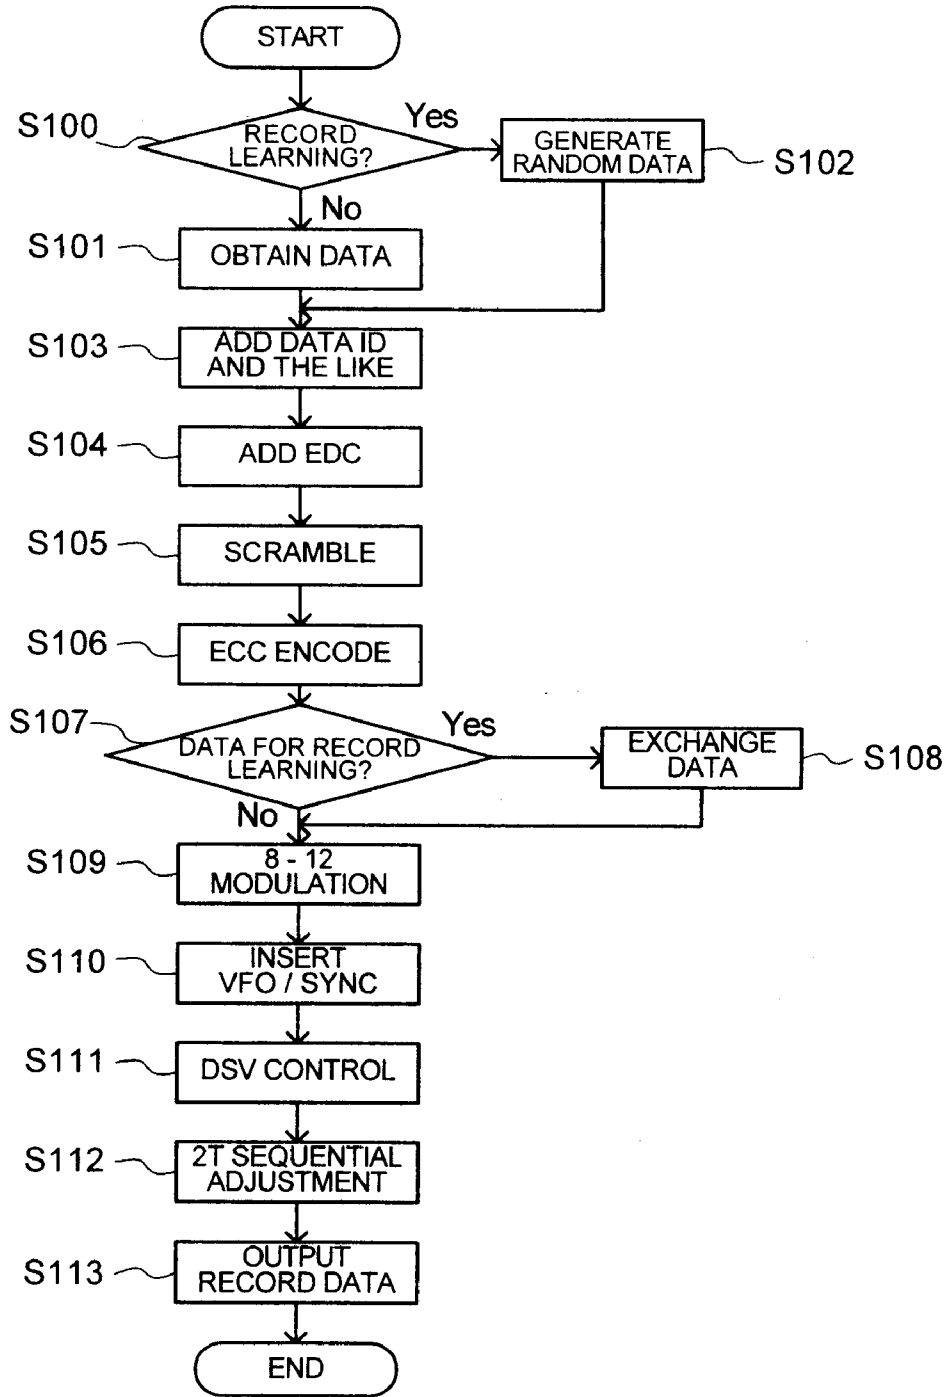 START
S100
RECORD
LEARNING?
Yes
GENERATE
RANDOM DATA
S102
No
S101
OBTAIN DATA
S103
ADD DATA ID
AND THE LIKE
S104
ADD EDC
S105
SCRAMBLE
S106
ECC ENCODE
S107
DATA FOR RECORD
LEARNING?
Yes
EXCHANGE
DATA
S108
No
S109
8 - 12
MODULATION
S110
INSERT
VFO / SYNC
S111
DSV CONTROL
S112
2T SEQUENTIAL
ADJUSTMENT
S113
OUTPUT
RECORD DATA
END